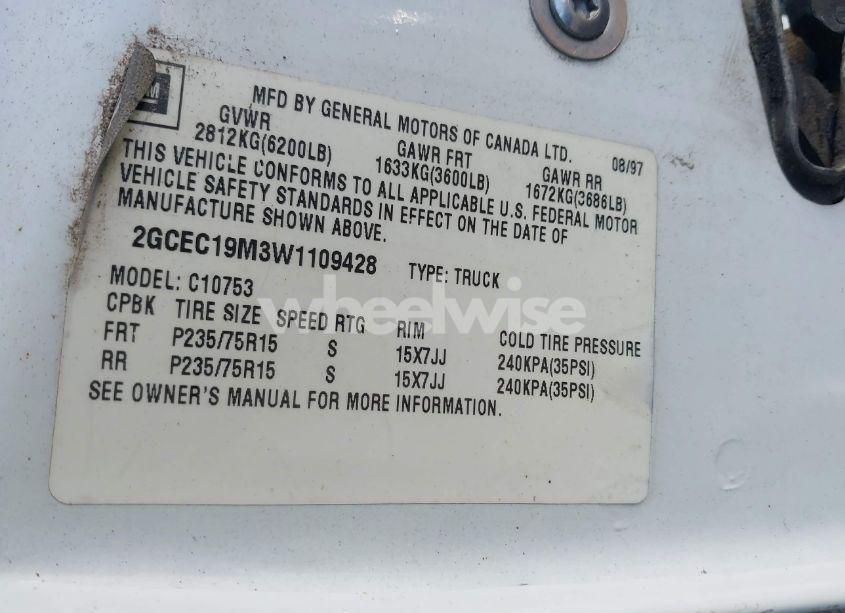 GM
MFD BY GENERAL MOTORS OF CANADA LTD. 08/97
GVWR GAWR FRT GAWR RR
2812KG(6200LB) 1633KG(3600LB) 1672KG(3686LB)
THIS VEHICLE CONFORMS TO ALL APPLICABLE U.S. FEDERAL MOTOR
VEHICLE SAFETY STANDARDS IN EFFECT ON THE DATE OF
MANUFACTURE SHOWN ABOVE.
2GCEC19M3W1109428 TYPE: TRUCK
MODEL: C10753
CPBK TIRE SIZE SPEED RTG RIM COLD TIRE PRESSURE
FRT P235/75R15 S 15X7JJ 240KPA(35PSI)
RR P235/75R15 S 15X7JJ 240KPA(35PSI)
SEE OWNER'S MANUAL FOR MORE INFORMATION.
wheelwise